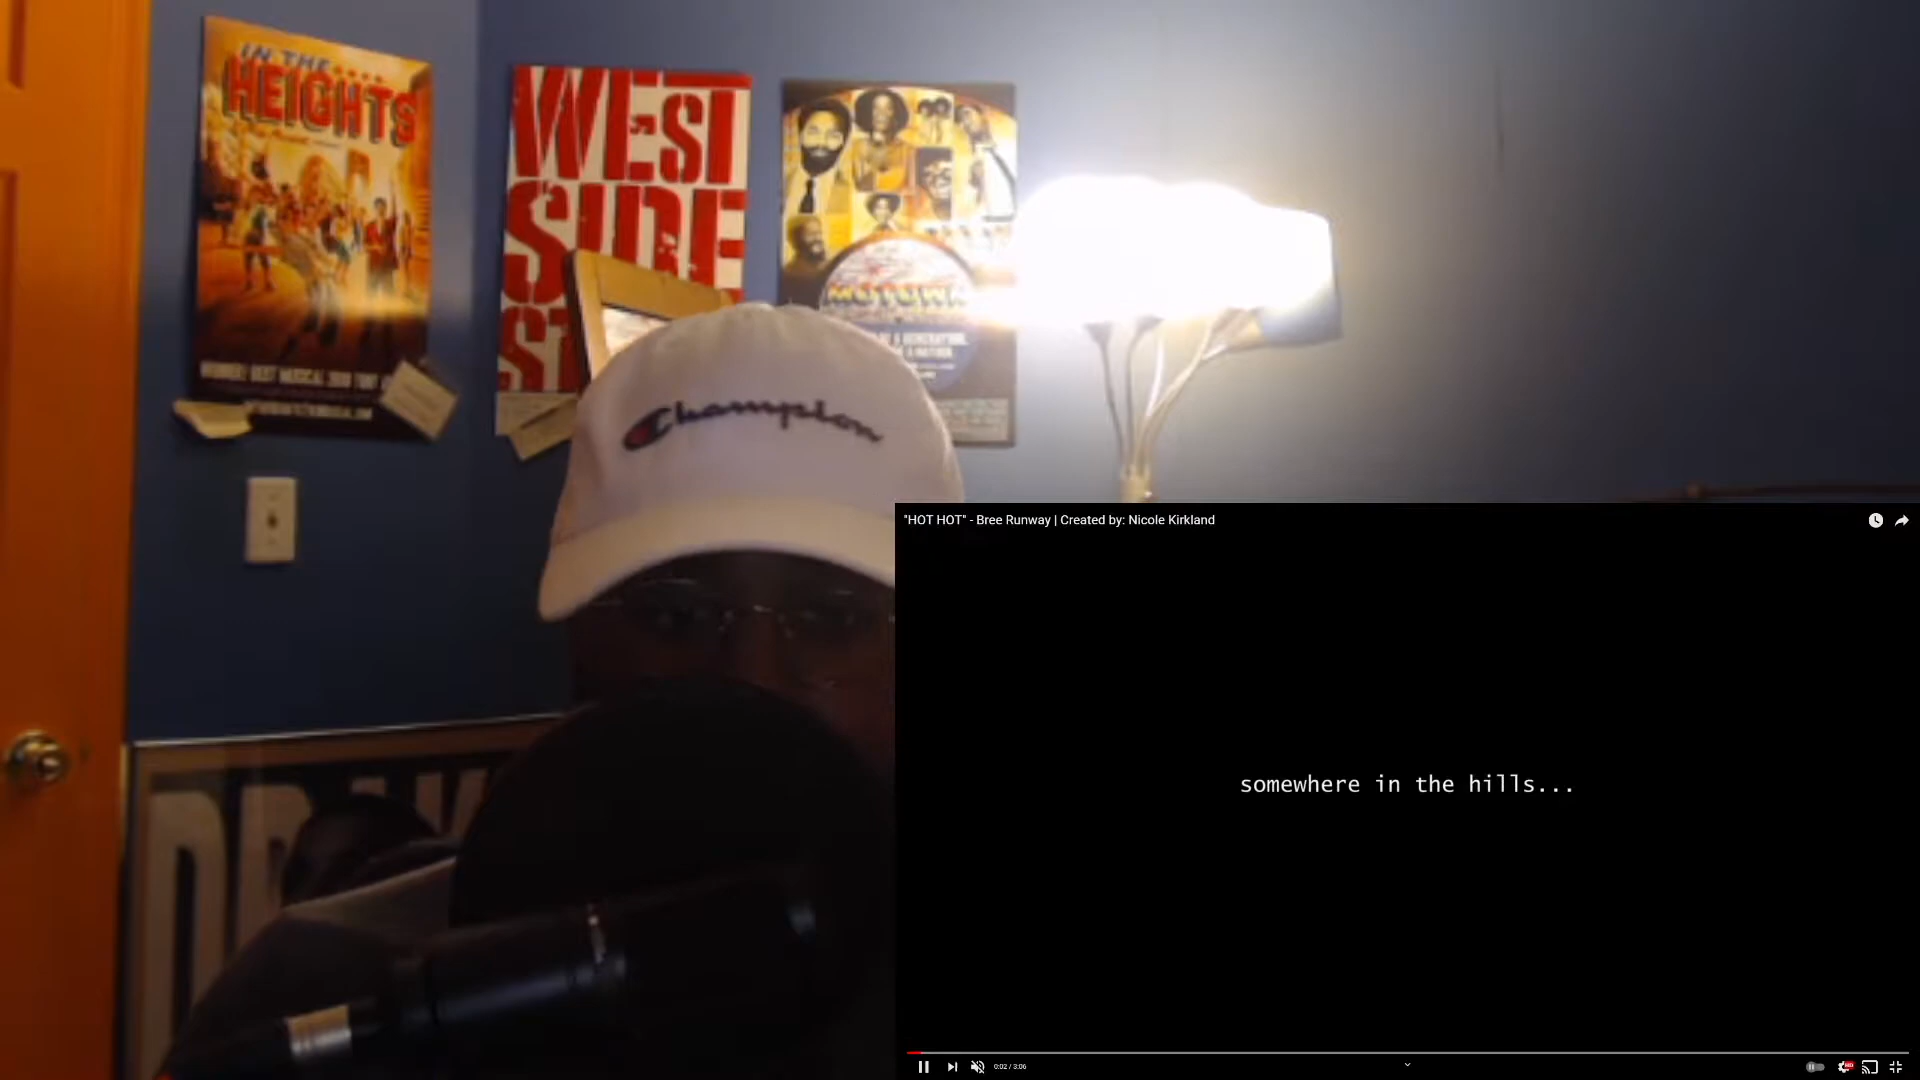 IN THE
HEIGHTS
WEST
SIDE
ST
MOTOWN
Champion
"HOT HOT" - Bree Runway | Created by: Nicole Kirkland
somewhere in the hills...
0:02 / 3:06